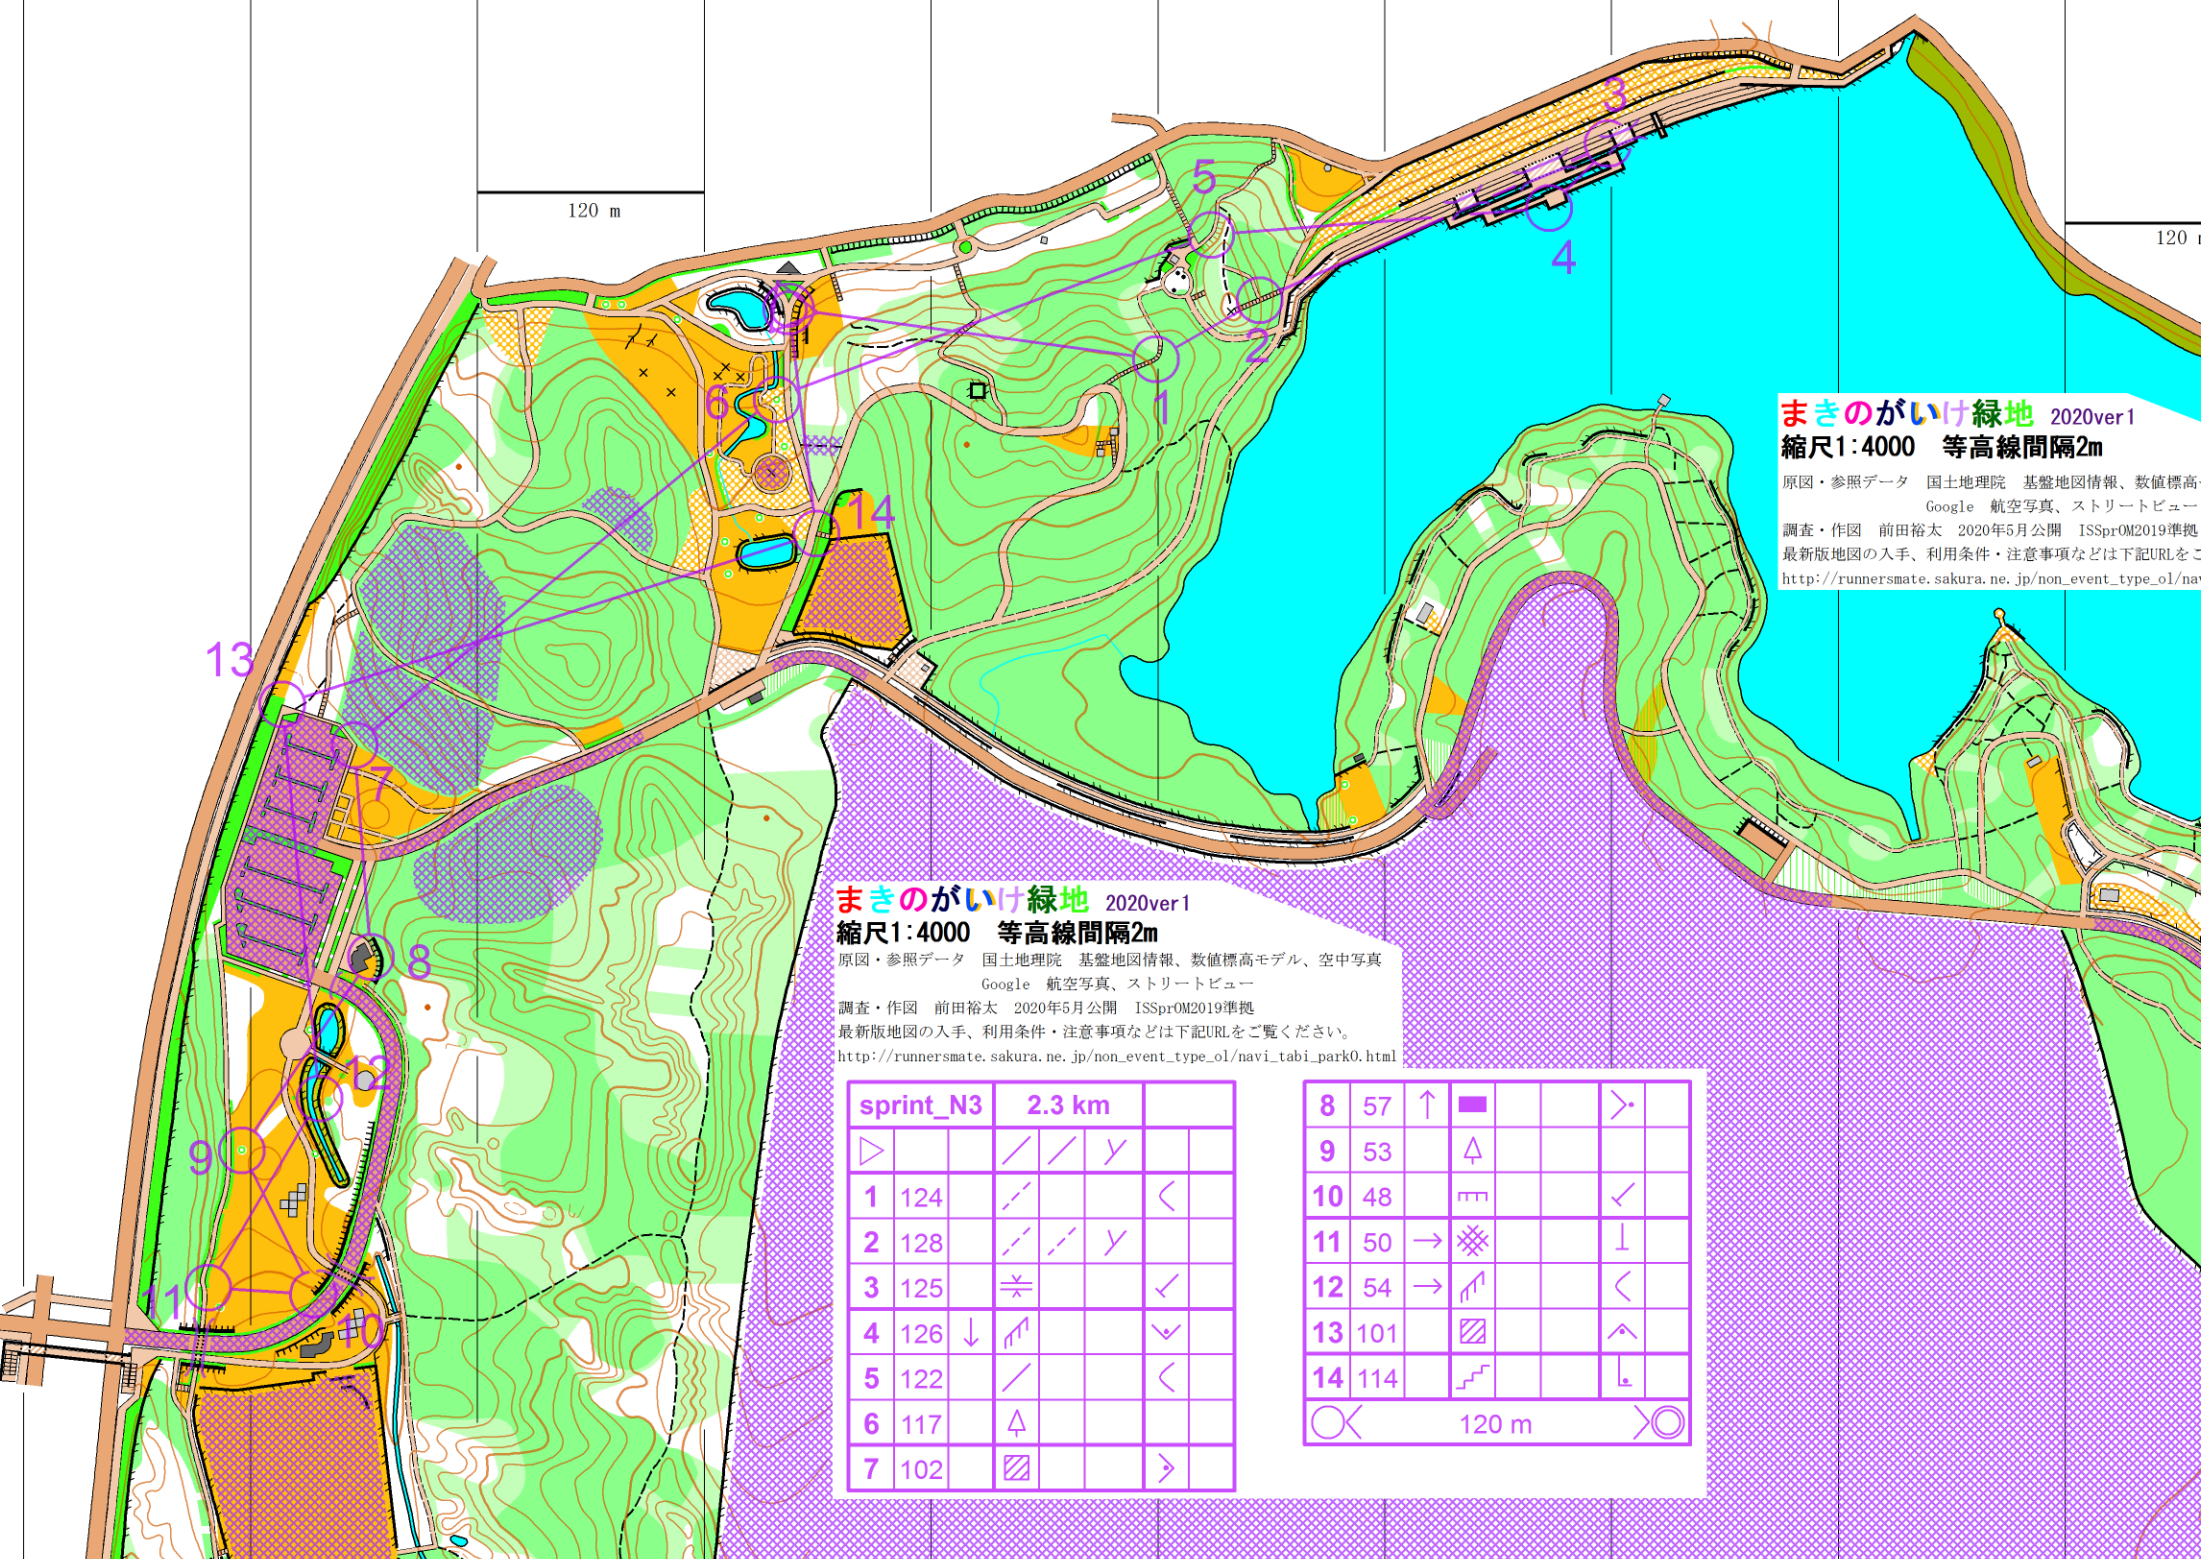 120 m
120
3
5
4
2
1
6
14
13
7
8
12
9
11
10
まきのがいけ緑地 2020ver1
縮尺1:4000 等高線間隔2m
原図・参照データ 国土地理院 基盤地図情報、数値標高
Google 航空写真、ストリートビュー
調査・作図 前田裕太 2020年5月公開 ISSprOM2019準拠
最新版地図の入手、利用条件・注意事項などは下記URLをご
http://runnersmate.sakura.ne.jp/non_event_type_ol/nav
まきのがいけ緑地 2020ver1
縮尺1:4000 等高線間隔2m
原図・参照データ 国土地理院 基盤地図情報、数値標高モデル、空中写真
Google 航空写真、ストリートビュー
調査・作図 前田裕太 2020年5月公開 ISSprOM2019準拠
最新版地図の入手、利用条件・注意事項などは下記URLをご覧ください。
http://runnersmate.sakura.ne.jp/non_event_type_ol/navi_tabi_park0.html
sprint_N3 2.3 km
1 124
2 128
3 125
4 126
5 122
6 117
7 102
8 57
9 53
10 48
11 50
12 54
13 101
14 114
120 m